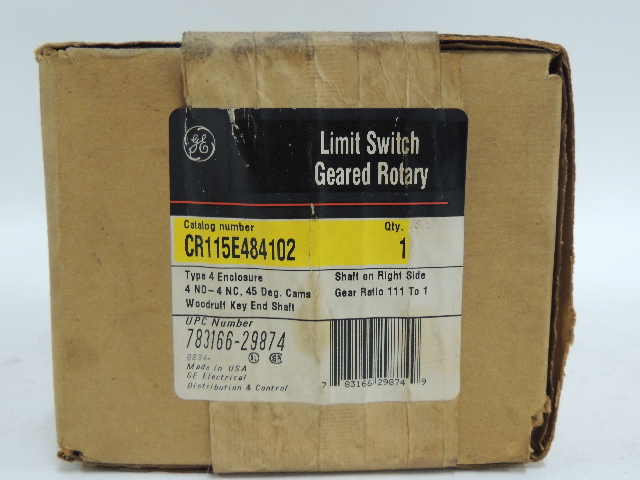 GE
Limit Switch
Geared Rotary
Catalog number Qty.
CR115E484102 1
Type 4 Enclosure Shaft on Right Side
4 NO-4 NC, 45 Deg. Cams Gear Ratio 111 To 1
Woodruff Key End Shaft
UPC Number
783166-29874
Made in USA
GE Electrical
Distribution & Control
7 83166 29874 9